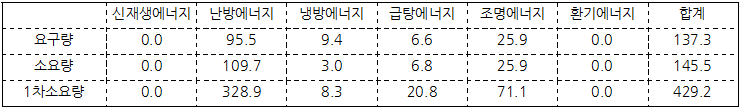 신재생에너지 난방에너지 냉방에너지 급탕에너지 조명에너지 환기에너지 합계
요구량 0.0 95.5 9.4 6.6 25.9 0.0 137.3
소요량 0.0 109.7 3.0 6.8 25.9 0.0 145.5
1차소요량 0.0 328.9 8.3 20.8 71.1 0.0 429.2